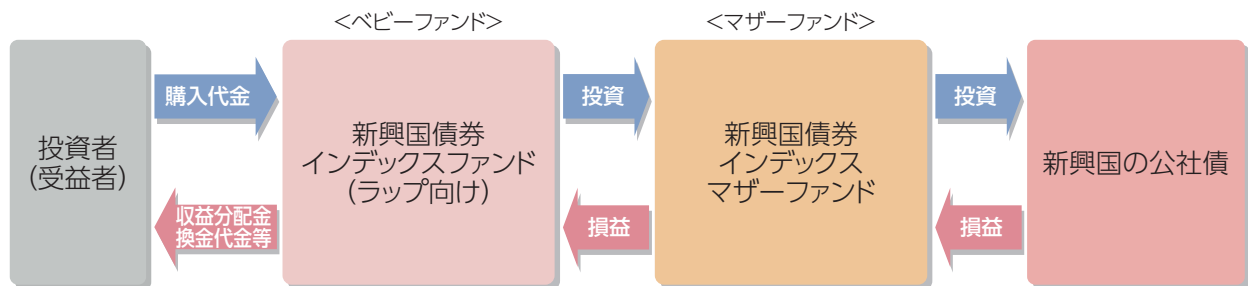 <ベビーファンド>
<マザーファンド>
投資者
(受益者)
購入代金
収益分配金
換金代金等
新興国債券
インデックスファンド
(ラップ向け)
投資
損益
新興国債券
インデックス
マザーファンド
投資
損益
新興国の公社債